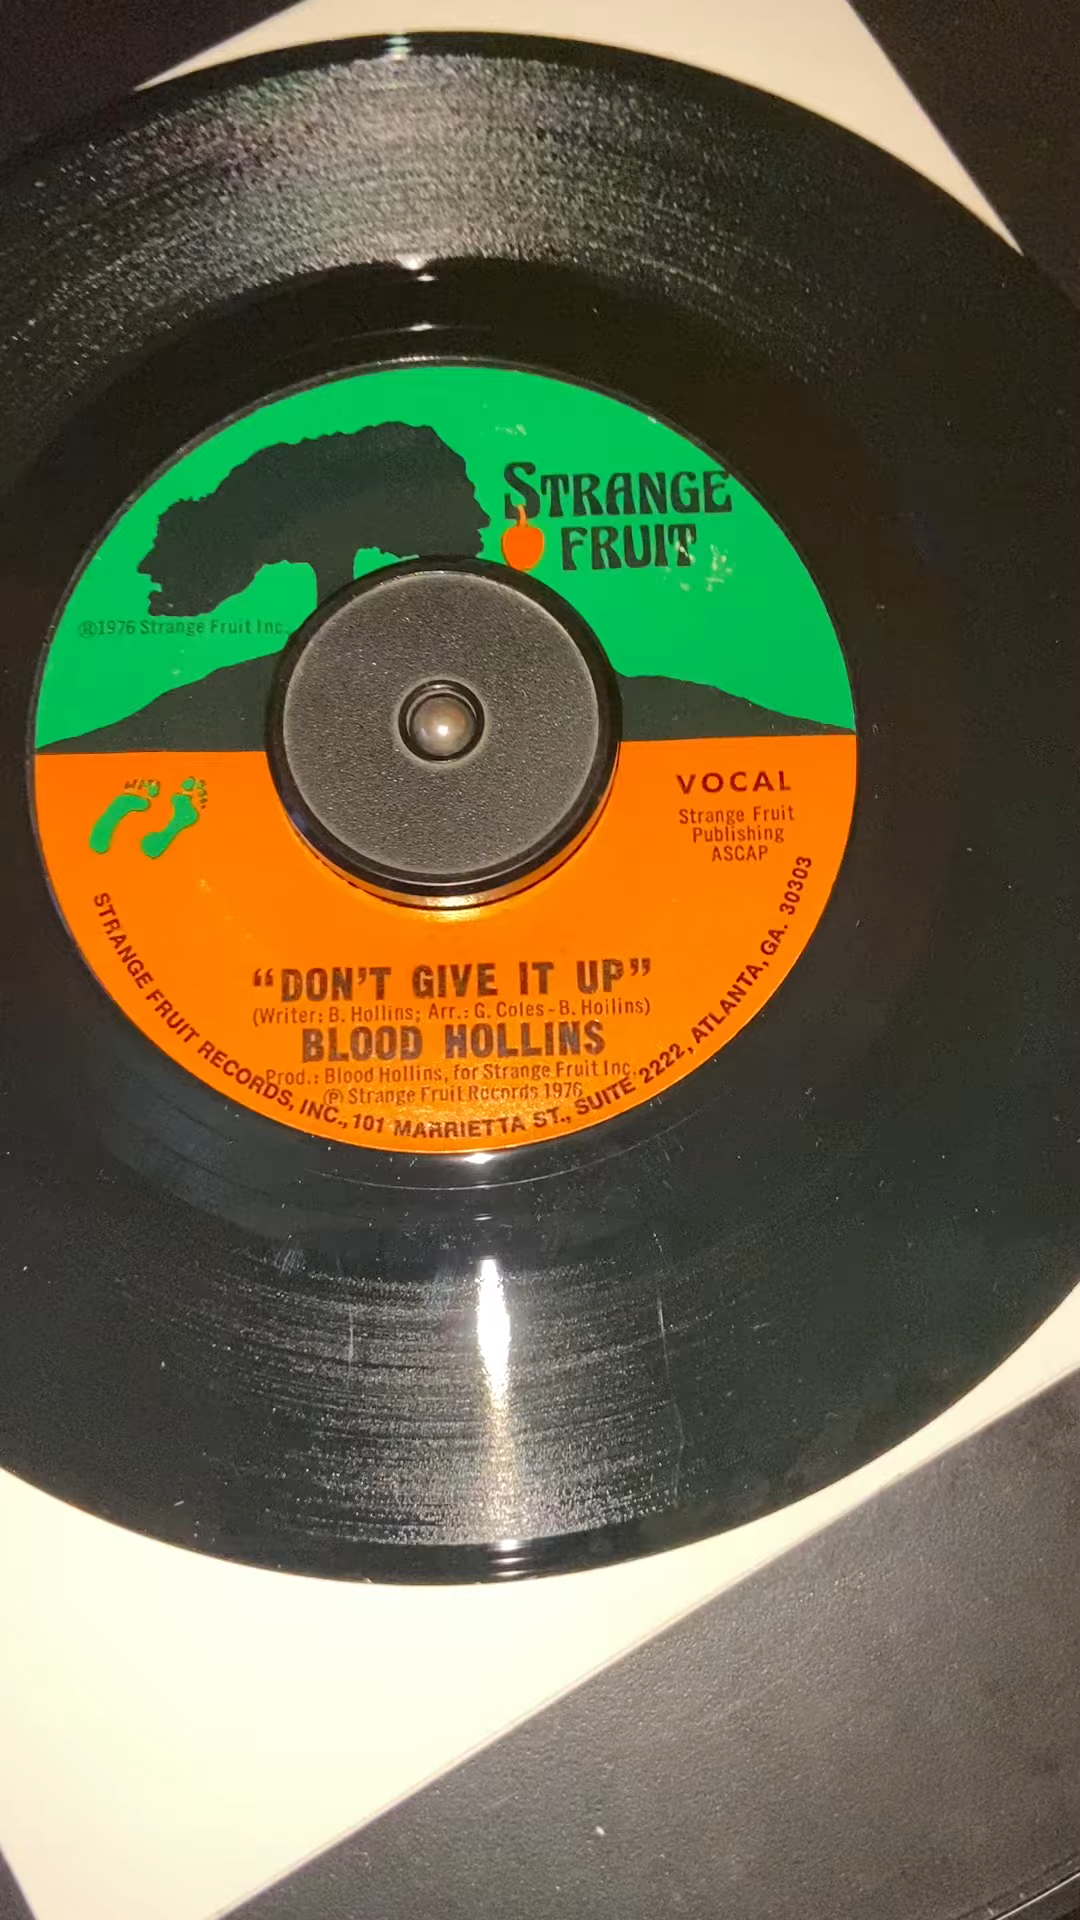 STRANGE
FRUIT
Ⓡ1976 Strange Fruit Inc.
VOCAL
Strange Fruit
Publishing
ASCAP
"DON'T GIVE IT UP"
(Writer: B. Hollins; Arr.: G. Coles-B. Hollins)
BLOOD HOLLINS
Prod.: Blood Hollins, for Strange Fruit Inc.
Ⓟ Strange Fruit Records 1976
STRANGE FRUIT RECORDS, INC., 101 MARRIETTA ST., SUITE 2222, ATLANTA, GA. 30303